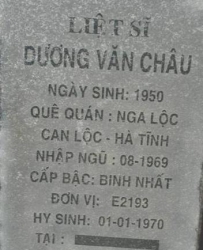 LIỆT SĨ
DƯƠNG VĂN CHÂU
NGÀY SINH: 1950
QUÊ QUÁN: NGA LỘC
CAN LỘC - HÀ TĨNH
NHẬP NGŨ : 08-1969
CẤP BẬC: BINH NHẤT
ĐƠN VỊ: E2193
HY SINH: 01-01-1970
TẠI :